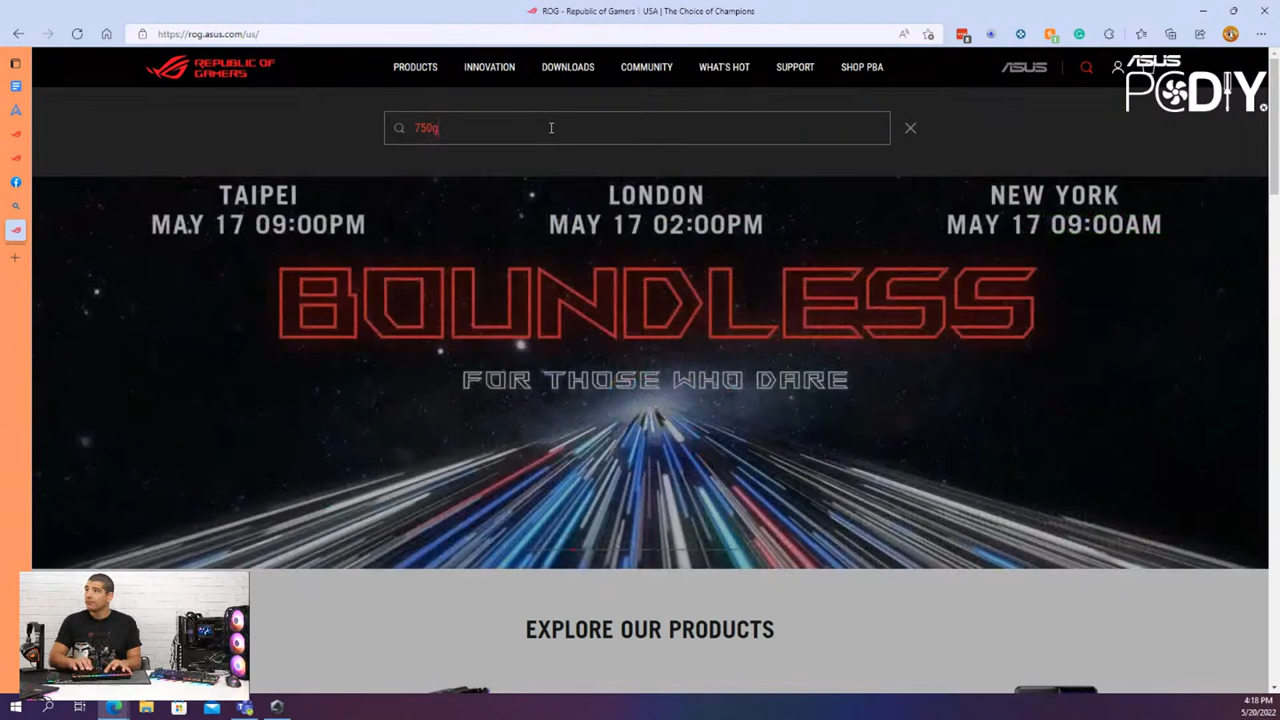 ROG - Republic of Gamers | USA | The Choice of Champions
https://rog.asus.com/us/
REPUBLIC OF
GAMERS
PRODUCTS
INNOVATION
DOWNLOADS
COMMUNITY
WHAT'S HOT
SUPPORT
SHOP PBA
ASUS
ASUS
PCDIY
750g
TAIPEI
MAY 17 09:00PM
LONDON
MAY 17 02:00PM
NEW YORK
MAY 17 09:00AM
BOUNDLESS
FOR THOSE WHO DARE
EXPLORE OUR PRODUCTS
4:18 PM
5/20/2022